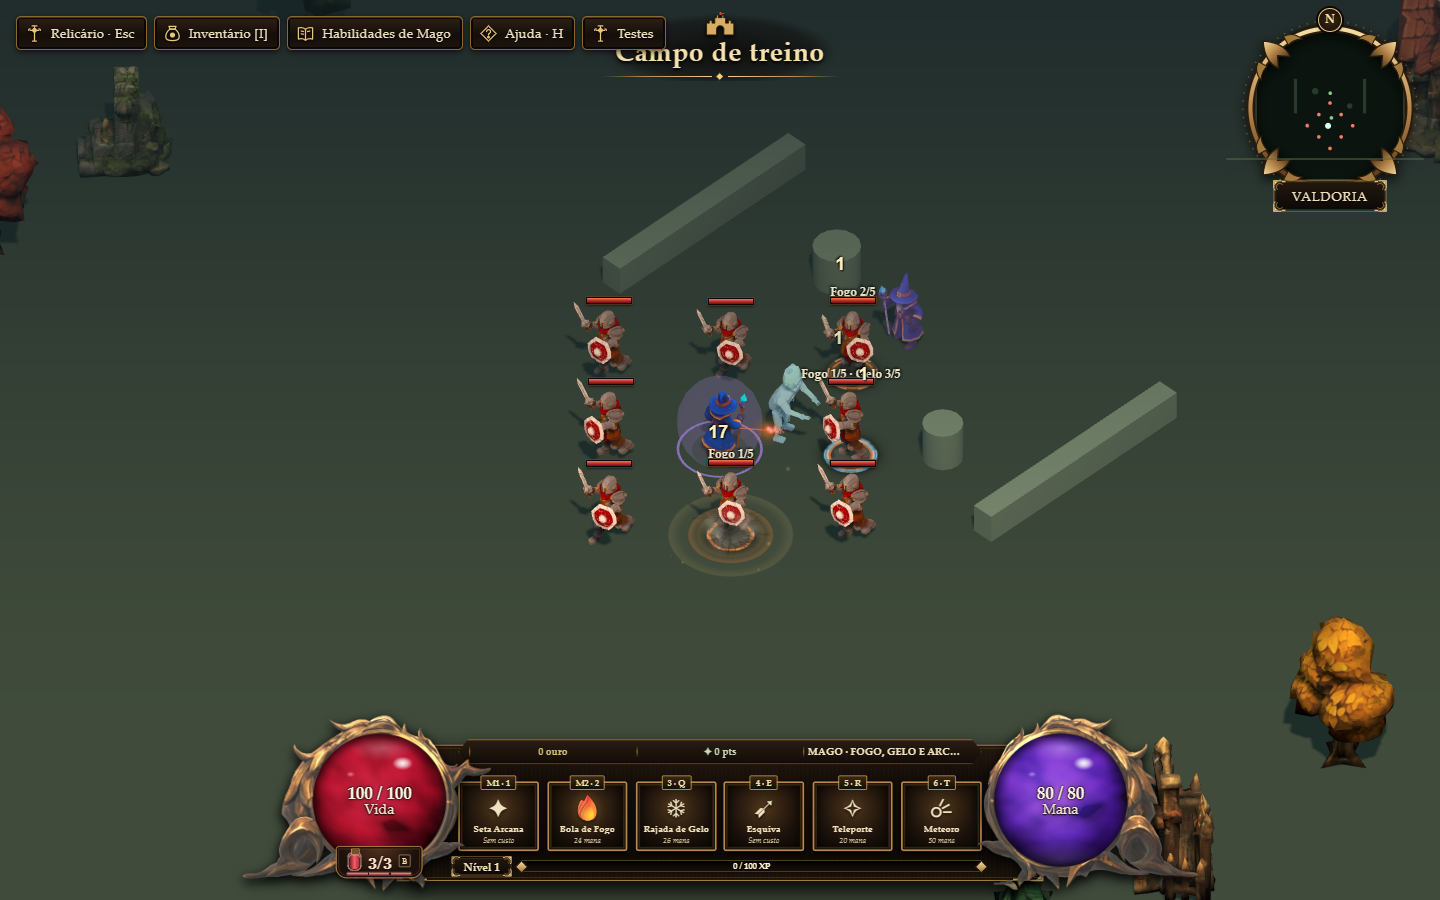 Relicário · Esc
Inventário [I]
Habilidades de Mago
Ajuda · H
Testes
Campo de treino
N
VALDORIA
1
Fogo 2/5
1
Fogo 1/5 · Gelo 3/5
1
17
Fogo 1/5
0 ouro
0 pts
MAGO · FOGO, GELO E ARC...
100 / 100
Vida
80 / 80
Mana
M1 · 1
M2 · 2
3 · Q
4 · E
5 · R
6 · T
Seta Arcana
Sem custo
Bola de Fogo
24 mana
Rajada de Gelo
26 mana
Esquiva
Sem custo
Teleporte
20 mana
Meteoro
50 mana
3/3
B
Nível 1
0 / 100 XP